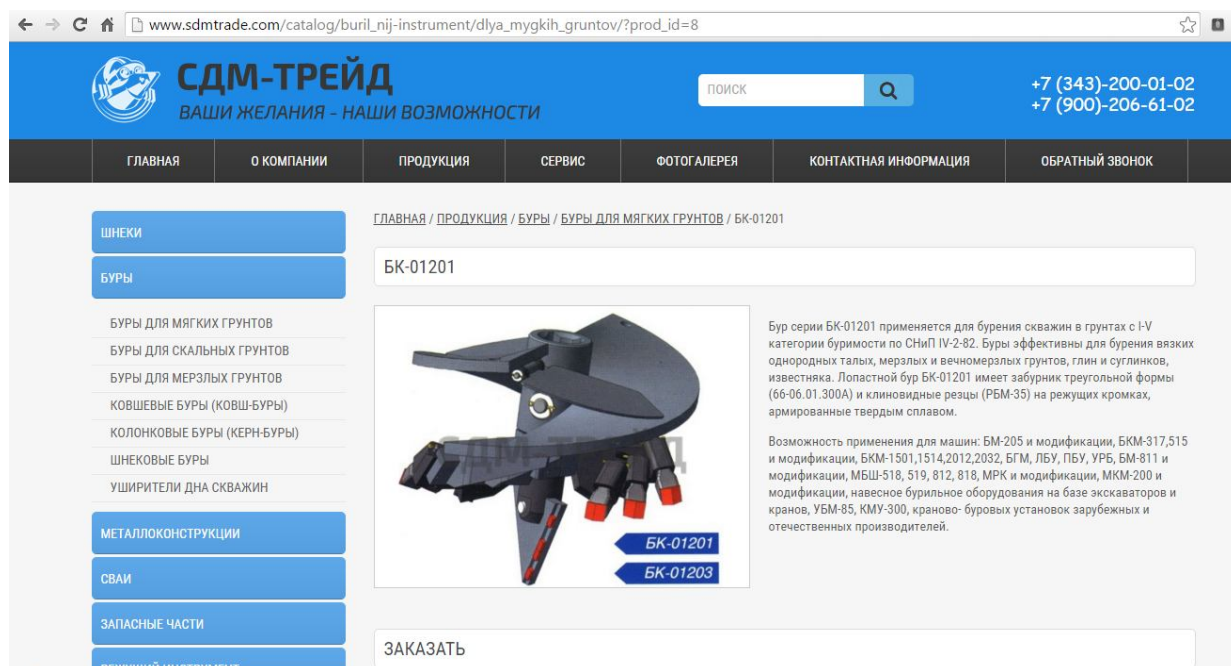 www.sdmtrade.com/catalog/buril_nij-instrument/dlya_mygkih_gruntov/?prod_id=8
СДМ-ТРЕЙД
ВАШИ ЖЕЛАНИЯ - НАШИ ВОЗМОЖНОСТИ
ПОИСК
+7 (343)-200-01-02
+7 (900)-206-61-02
ГЛАВНАЯ О КОМПАНИИ ПРОДУКЦИЯ СЕРВИС ФОТОГАЛЕРЕЯ КОНТАКТНАЯ ИНФОРМАЦИЯ ОБРАТНЫЙ ЗВОНОК
ШНЕКИ
БУРЫ
БУРЫ ДЛЯ МЯГКИХ ГРУНТОВ
БУРЫ ДЛЯ СКАЛЬНЫХ ГРУНТОВ
БУРЫ ДЛЯ МЕРЗЛЫХ ГРУНТОВ
КОВШЕВЫЕ БУРЫ (КОВШ-БУРЫ)
КОЛОНКОВЫЕ БУРЫ (КЕРН-БУРЫ)
ШНЕКОВЫЕ БУРЫ
УШИРИТЕЛИ ДНА СКВАЖИН
МЕТАЛЛОКОНСТРУКЦИИ
СВАИ
ЗАПАСНЫЕ ЧАСТИ
РЕЖУЩИЙ ИНСТРУМЕНТ
ГЛАВНАЯ / ПРОДУКЦИЯ / БУРЫ / БУРЫ ДЛЯ МЯГКИХ ГРУНТОВ / БК-01201
БК-01201
СДМ-ТРЕЙД
БК-01201
БК-01203
Бур серии БК-01201 применяется для бурения скважин в грунтах с I-V
категории буримости по СНиП IV-2-82. Буры эффективны для бурения вязких
однородных талых, мерзлых и вечномерзлых грунтов, глин и суглинков,
известняка. Лопастной бур БК-01201 имеет забурник треугольной формы
(66-06.01.300А) и клиновидные резцы (РБМ-35) на режущих кромках,
армированные твердым сплавом.
Возможность применения для машин: БМ-205 и модификации, БКМ-317,515
и модификации, БКМ-1501,1514,2012,2032, БГМ, ЛБУ, ПБУ, УРБ, БМ-811 и
модификации, МБШ-518, 519, 812, 818, МРК и модификации, МКМ-200 и
модификации, навесное бурильное оборудования на базе экскаваторов и
кранов, УБМ-85, КМУ-300, краново- буровых установок зарубежных и
отечественных производителей.
ЗАКАЗАТЬ